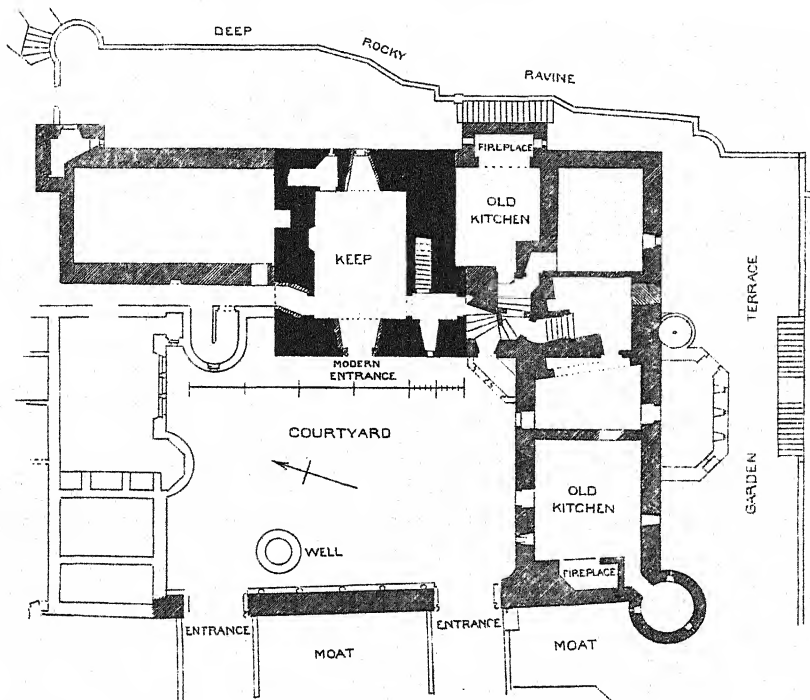 DEEP
ROCKY
RAVINE
FIREPLACE
OLD
KITCHEN
KEEP
TERRACE
MODERN
ENTRANCE
COURTYARD
OLD
KITCHEN
GARDEN
WELL
FIREPLACE
ENTRANCE
ENTRANCE
MOAT
MOAT